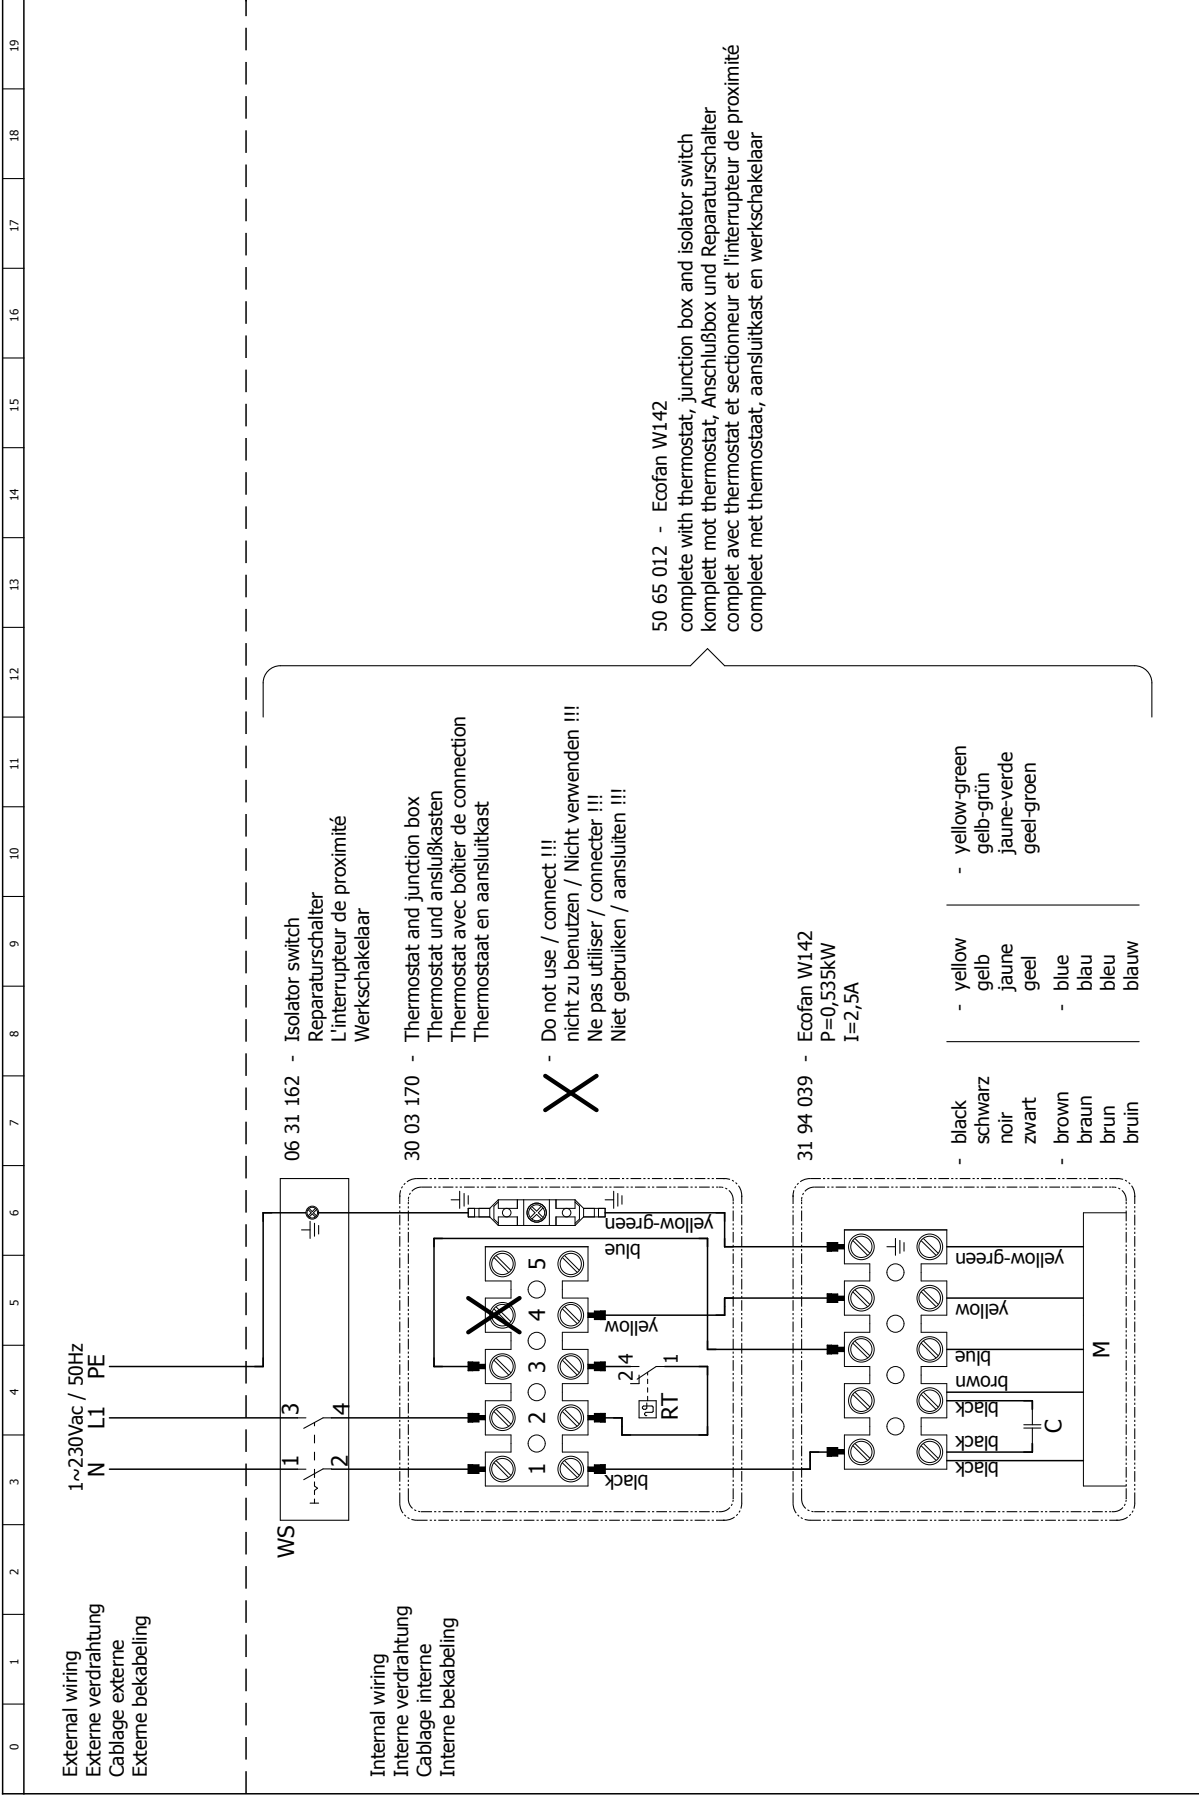 0 1 2 3 4 5 6 7 8 9 10 11 12 13 14 15 16 17 18 19
External wiring
Externe verdrahtung
Cablage externe
Externe bekabeling
1~230Vac / 50Hz
N L1 PE
WS
1 3
2 4
06 31 162 - Isolator switch
Reparaturschalter
L'interrupteur de proximité
Werkschakelaar
Internal wiring
Interne verdrahtung
Cablage interne
Interne bekabeling
30 03 170 - Thermostat and junction box
Thermostat und anslußkasten
Thermostat avec boîtier de connection
Thermostaat en aansluitkast
1 2 3 4 5
- Do not use / connect !!!
nicht zu benutzen / Nicht verwenden !!!
Ne pas utiliser / connecter !!!
Niet gebruiken / aansluiten !!!
black
yellow
blue
yellow-green
2 4
1
RT
50 65 012 - Ecofan W142
complete with thermostat, junction box and isolator switch
komplett mot thermostat, Anschlußbox und Reparaturschalter
complet avec thermostat et sectionneur et l'interrupteur de proximité
compleet met thermostaat, aansluitkast en werkschakelaar
31 94 039 - Ecofan W142
P=0,535kW
I=2,5A
black
black
black
brown
blue
yellow
yellow-green
C
M
- black
schwarz
noir
zwart
- brown
braun
brun
bruin
- yellow
gelb
jaune
geel
- blue
blau
bleu
blauw
- yellow-green
gelb-grün
jaune-verde
geel-groen